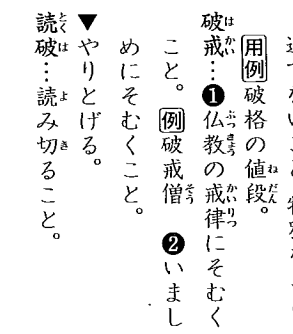 用例 破格の値段。
破戒…❶仏教の戒律にそむく
こと。例 破戒僧 ❷いまし
めにそむくこと。
▼やりとげる。
読破…読み切ること。